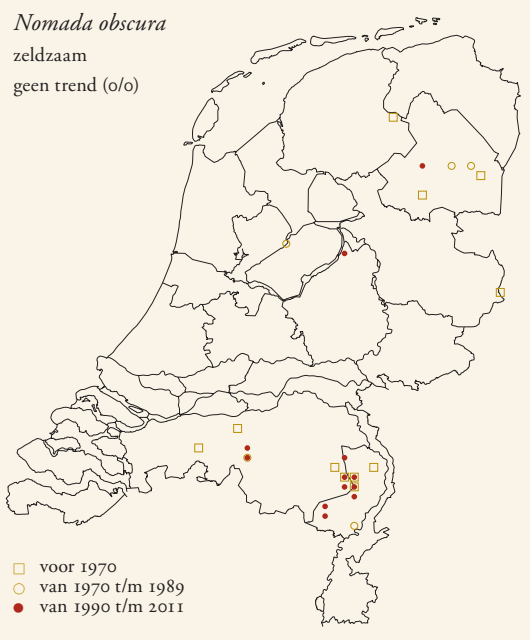 Nomada obscura
zeldzaam
geen trend (0/0)
voor 1970
van 1970 t/m 1989
van 1990 t/m 2011